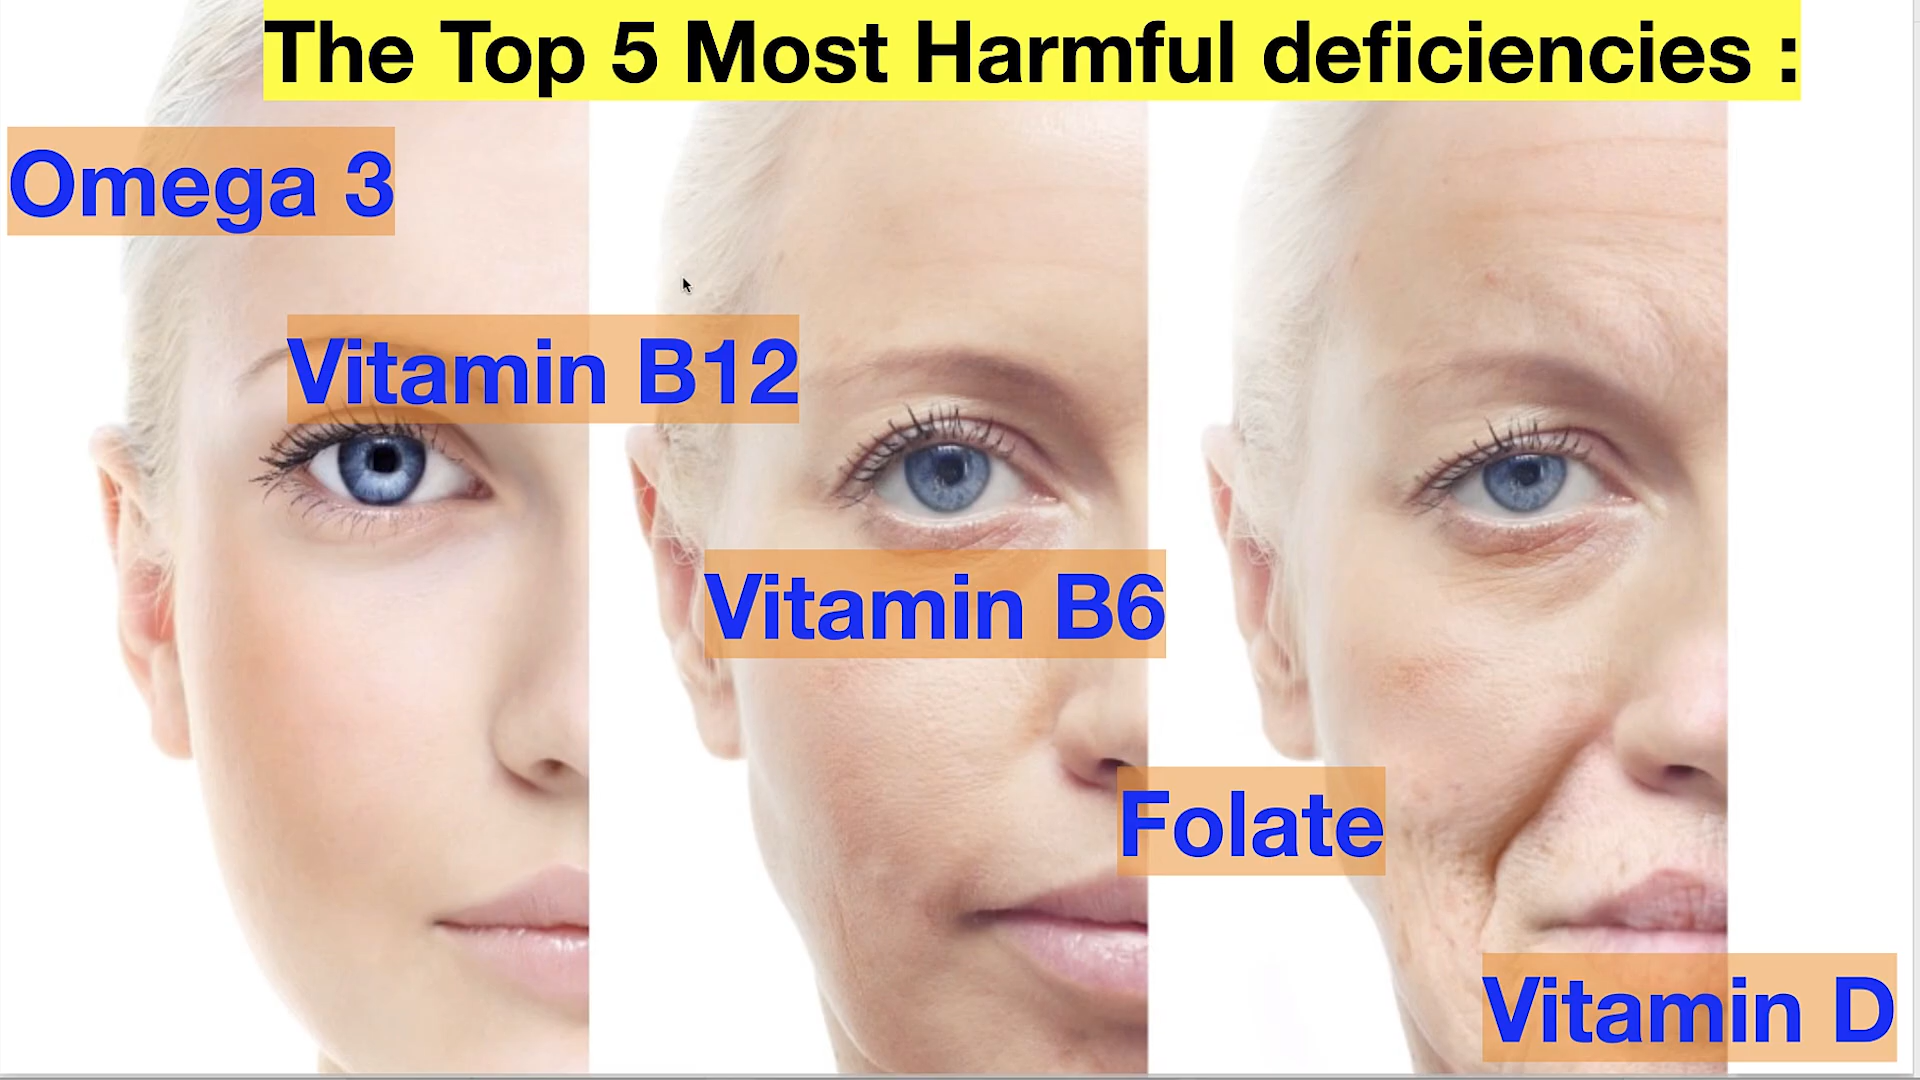 The Top 5 Most Harmful deficiencies :
Omega 3
Vitamin B12
Vitamin B6
Folate
Vitamin D